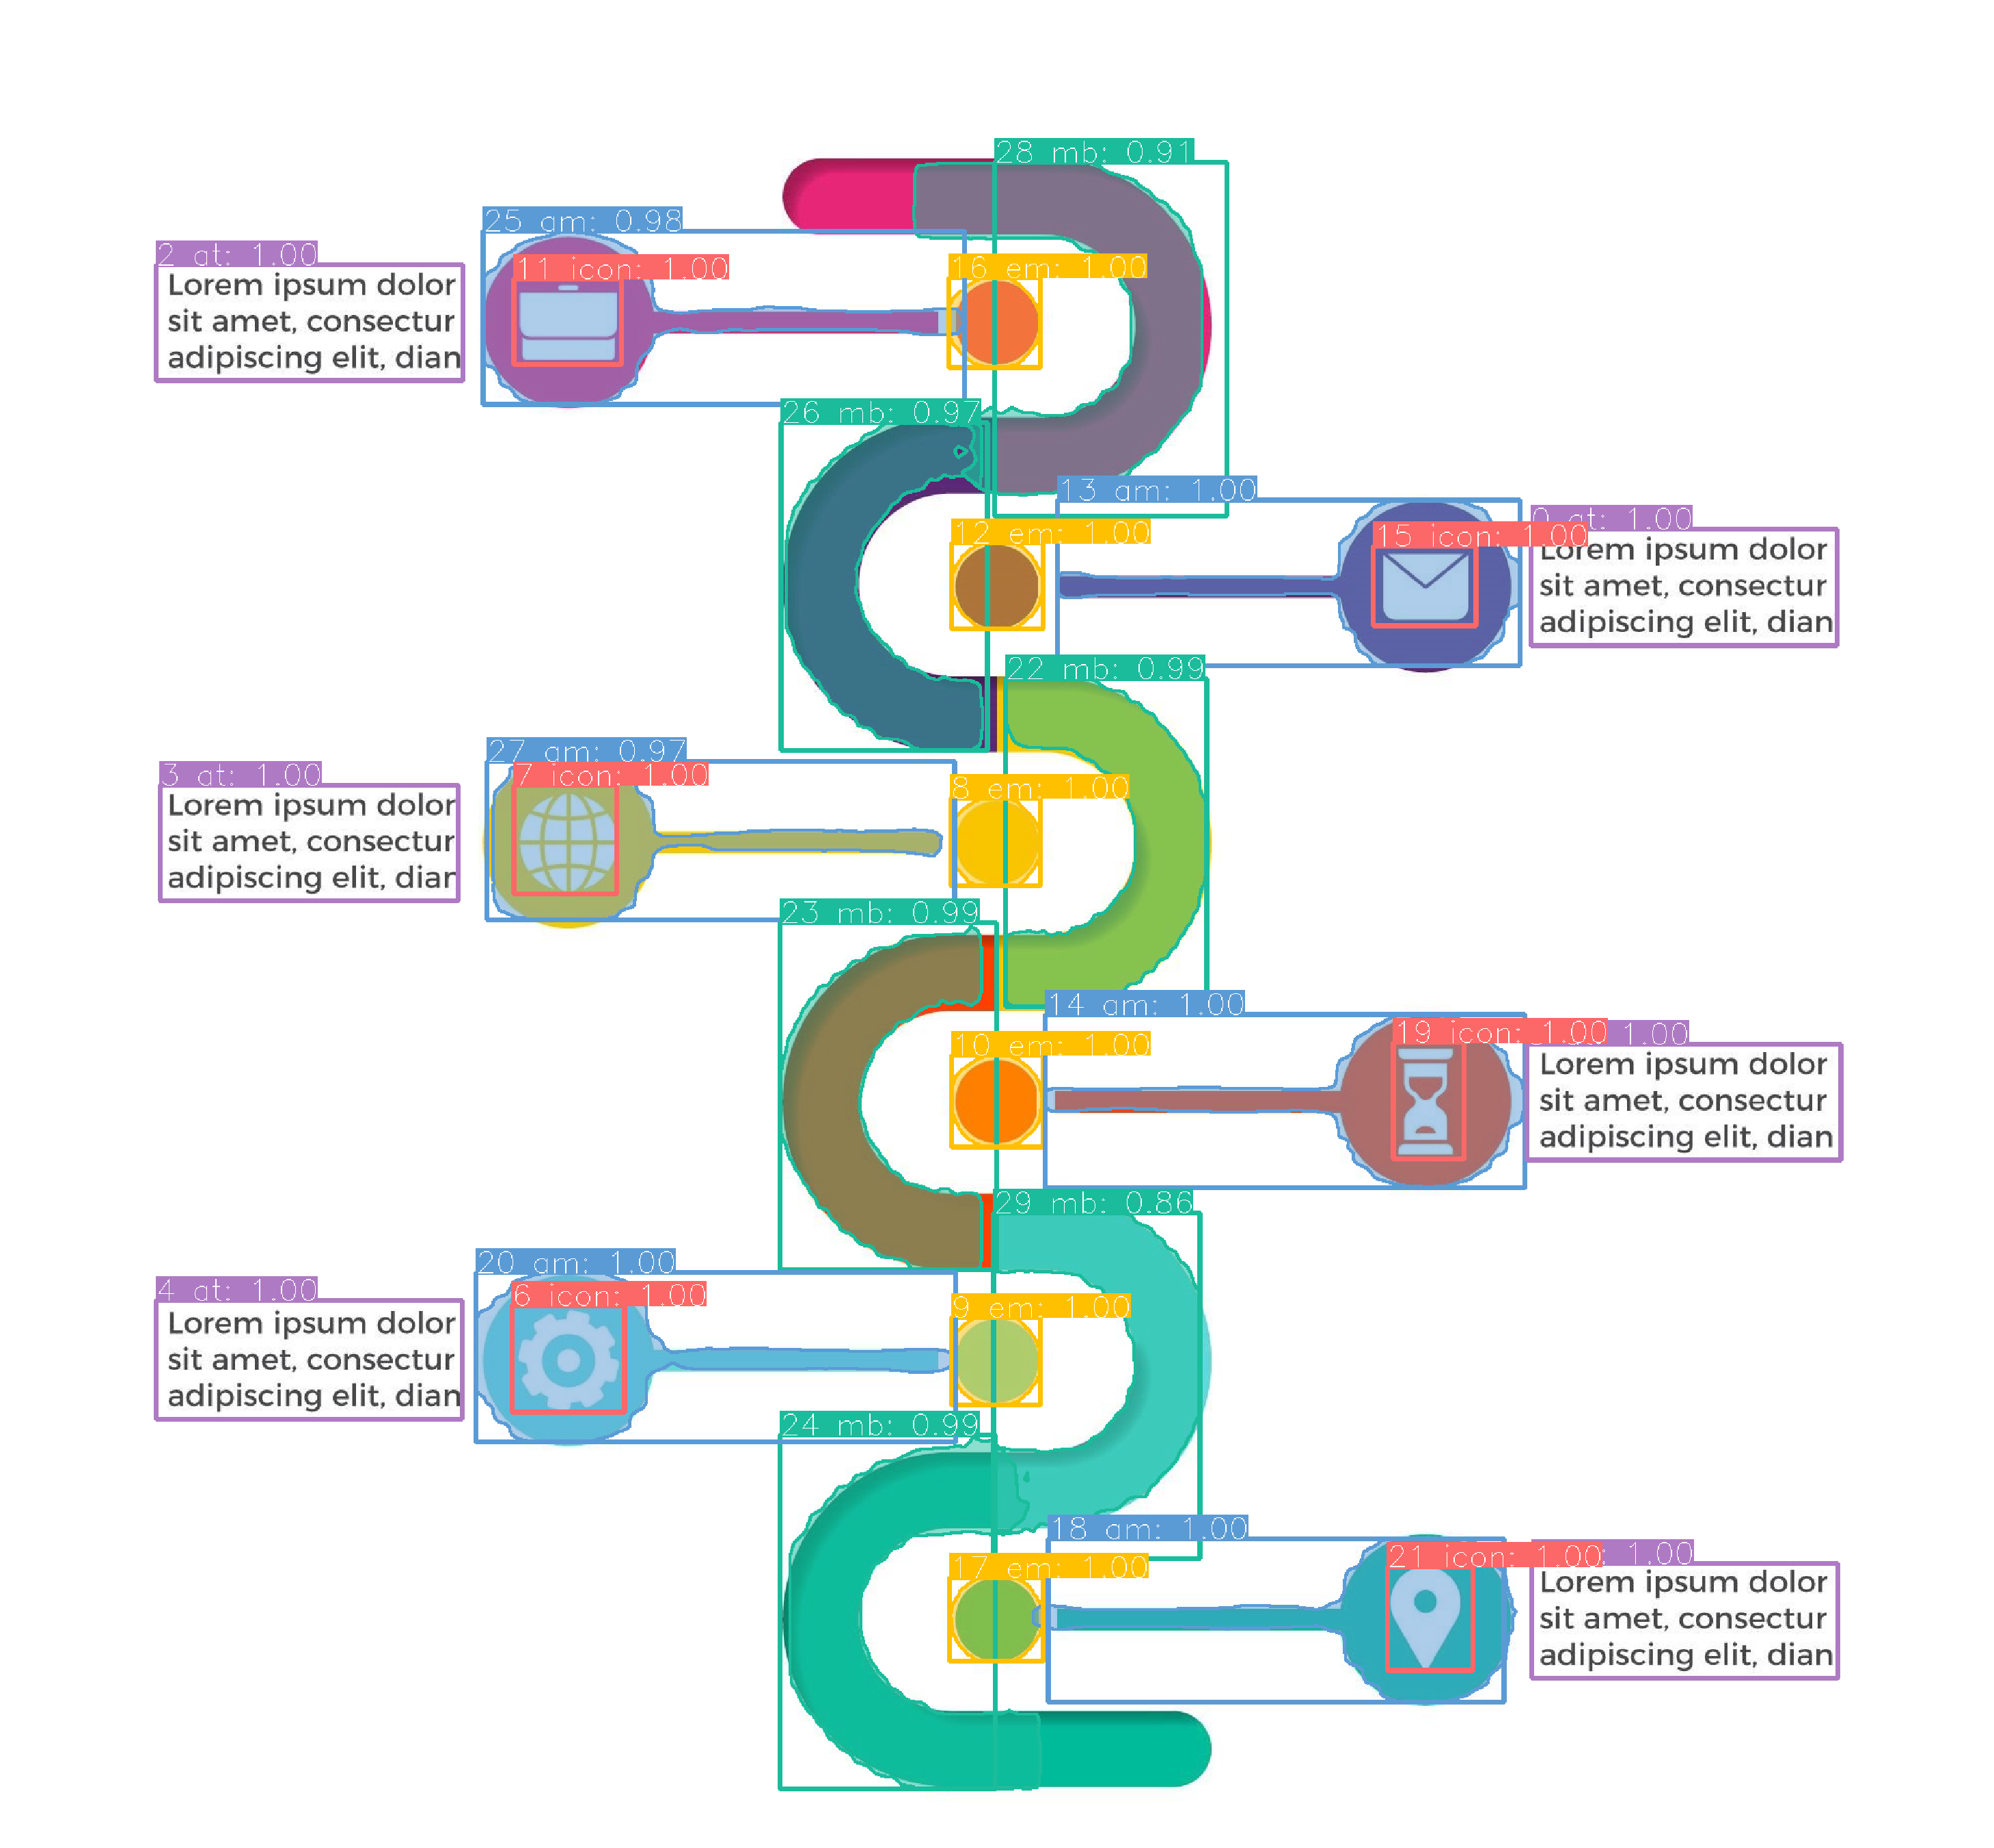 28 mb: 0.91
25 am: 0.98
2 at: 1.00
11 icon: 1.00
16 em: 1.00
Lorem ipsum dolor
sit amet, consectur
adipiscing elit, dian
26 mb: 0.97
13 am: 1.00
0 at: 1.00
12 em: 1.00
15 icon: 1.00
Lorem ipsum dolor
sit amet, consectur
adipiscing elit, dian
22 mb: 0.99
27 am: 0.97
3 at: 1.00
7 icon: 1.00
8 em: 1.00
Lorem ipsum dolor
sit amet, consectur
adipiscing elit, dian
23 mb: 0.99
14 am: 1.00
19 icon: 1.00
1.00
10 em: 1.00
Lorem ipsum dolor
sit amet, consectur
adipiscing elit, dian
29 mb: 0.86
20 am: 1.00
4 at: 1.00
6 icon: 1.00
9 em: 1.00
Lorem ipsum dolor
sit amet, consectur
adipiscing elit, dian
24 mb: 0.99
18 am: 1.00
17 em: 1.00
21 icon: 1.00
: 1.00
Lorem ipsum dolor
sit amet, consectur
adipiscing elit, dian